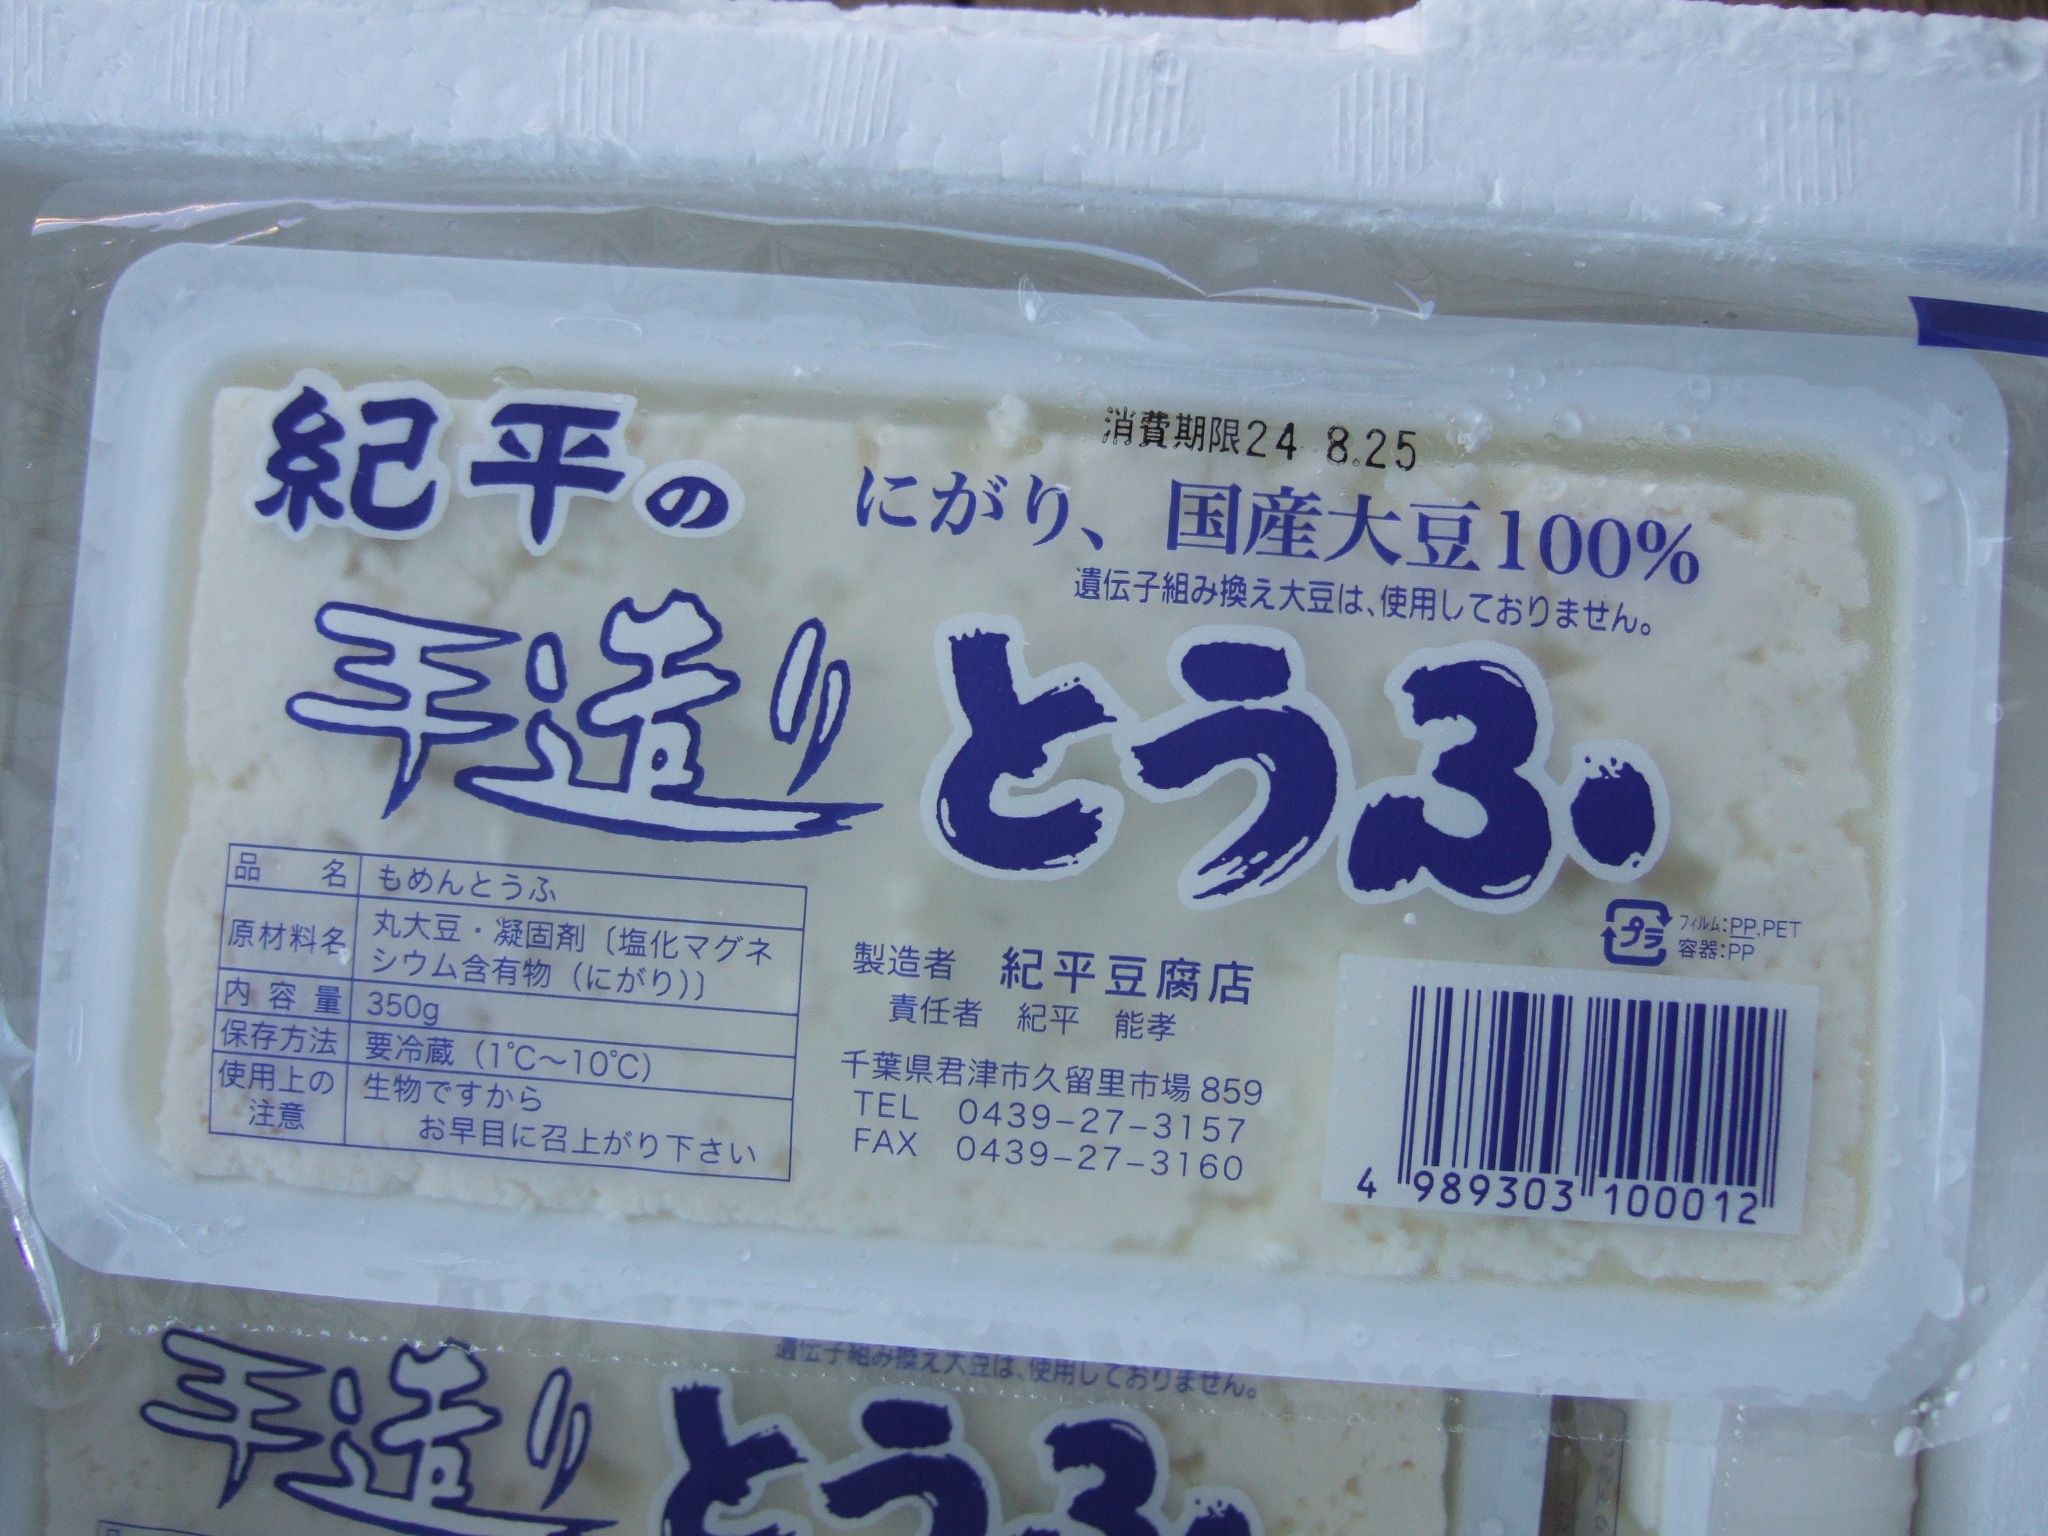 紀平の
消費期限24.8.25
にがり、国産大豆100%
遺伝子組み換え大豆は、使用しておりません。
手造りとうふ
品名 もめんとうふ
原材料名 丸大豆・凝固剤〔塩化マグネ
シウム含有物（にがり）〕
内容量 350g
保存方法 要冷蔵（1℃～10℃）
使用上の注意 生物ですから
お早目に召上がり下さい
製造者 紀平豆腐店
責任者 紀平 能孝
千葉県君津市久留里市場859
TEL 0439-27-3157
FAX 0439-27-3160
プラ
フィルム:PP,PET
容器:PP
4 989303 100012
遺伝子組み換え大豆は、使用しておりません。
手造りとうふ